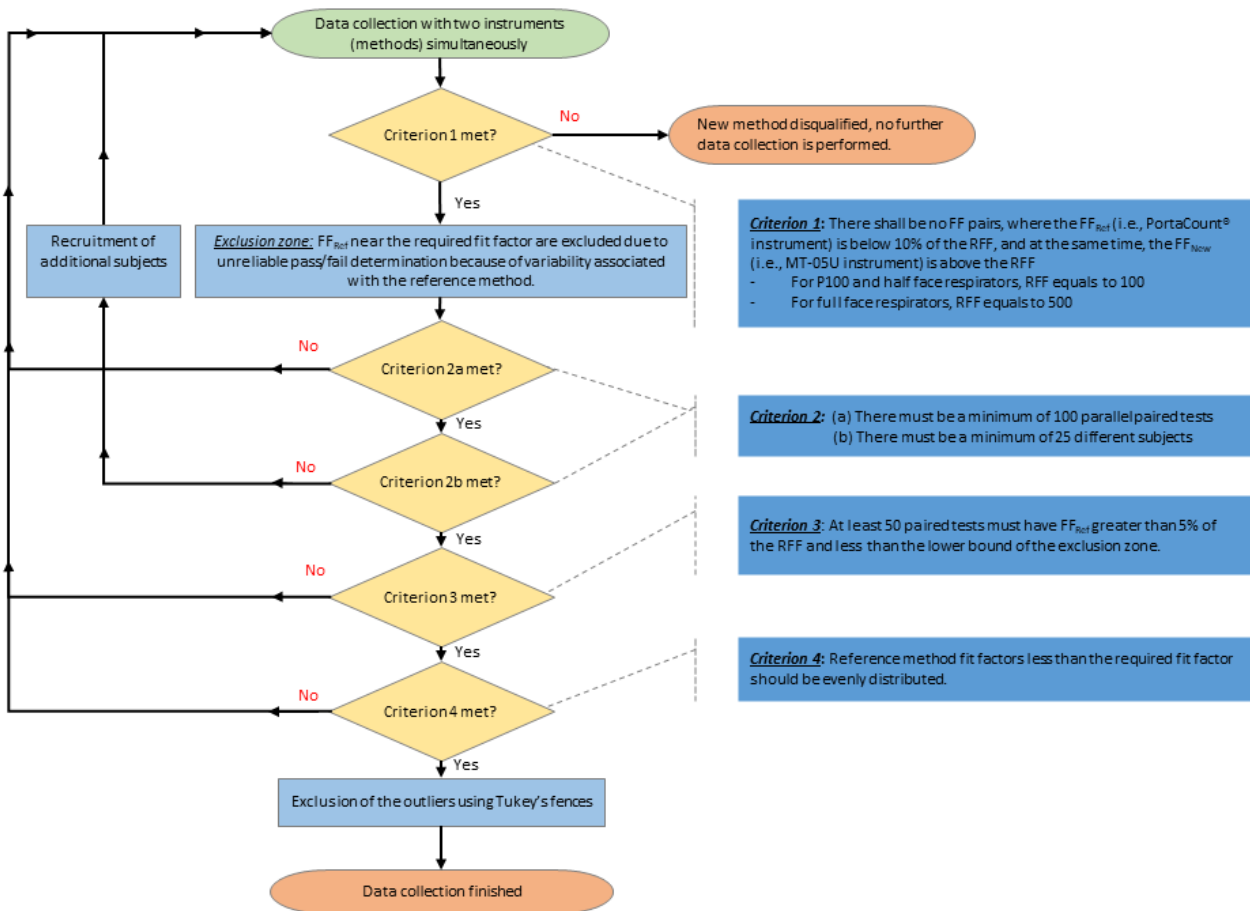 Data collection with two instruments
(methods) simultaneously
Criterion 1 met?
No
New method disqualified, no further
data collection is performed.
Yes
Recruitment of
additional subjects
Exclusion zone: FFRef near the required fit factor are excluded due to
unreliable pass/fail determination because of variability associated
with the reference method.
Criterion 1: There shall be no FF pairs, where the FFRef (i.e., PortaCount®
instrument) is below 10% of the RFF, and at the same time, the FFNew
(i.e., MT-05U instrument) is above the RFF
- For P100 and half face respirators, RFF equals to 100
- For full face respirators, RFF equals to 500
No
Criterion 2a met?
Yes
Criterion 2: (a) There must be a minimum of 100 parallel paired tests
(b) There must be a minimum of 25 different subjects
No
Criterion 2b met?
Yes
Criterion 3: At least 50 paired tests must have FFRef greater than 5% of
the RFF and less than the lower bound of the exclusion zone.
No
Criterion 3 met?
Yes
Criterion 4: Reference method fit factors less than the required fit factor
should be evenly distributed.
No
Criterion 4 met?
Yes
Exclusion of the outliers using Tukey's fences
Data collection finished